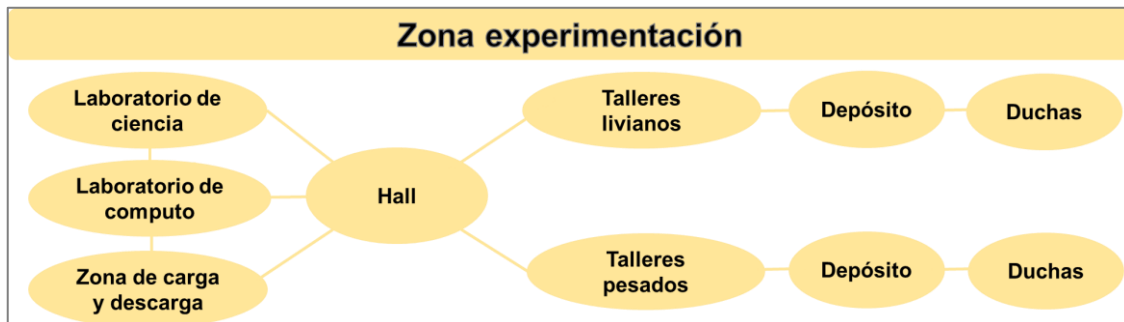 Zona experimentación
Laboratorio de
ciencia
Laboratorio de
computo
Zona de carga
y descarga
Hall
Talleres
livianos
Depósito
Duchas
Talleres
pesados
Depósito
Duchas